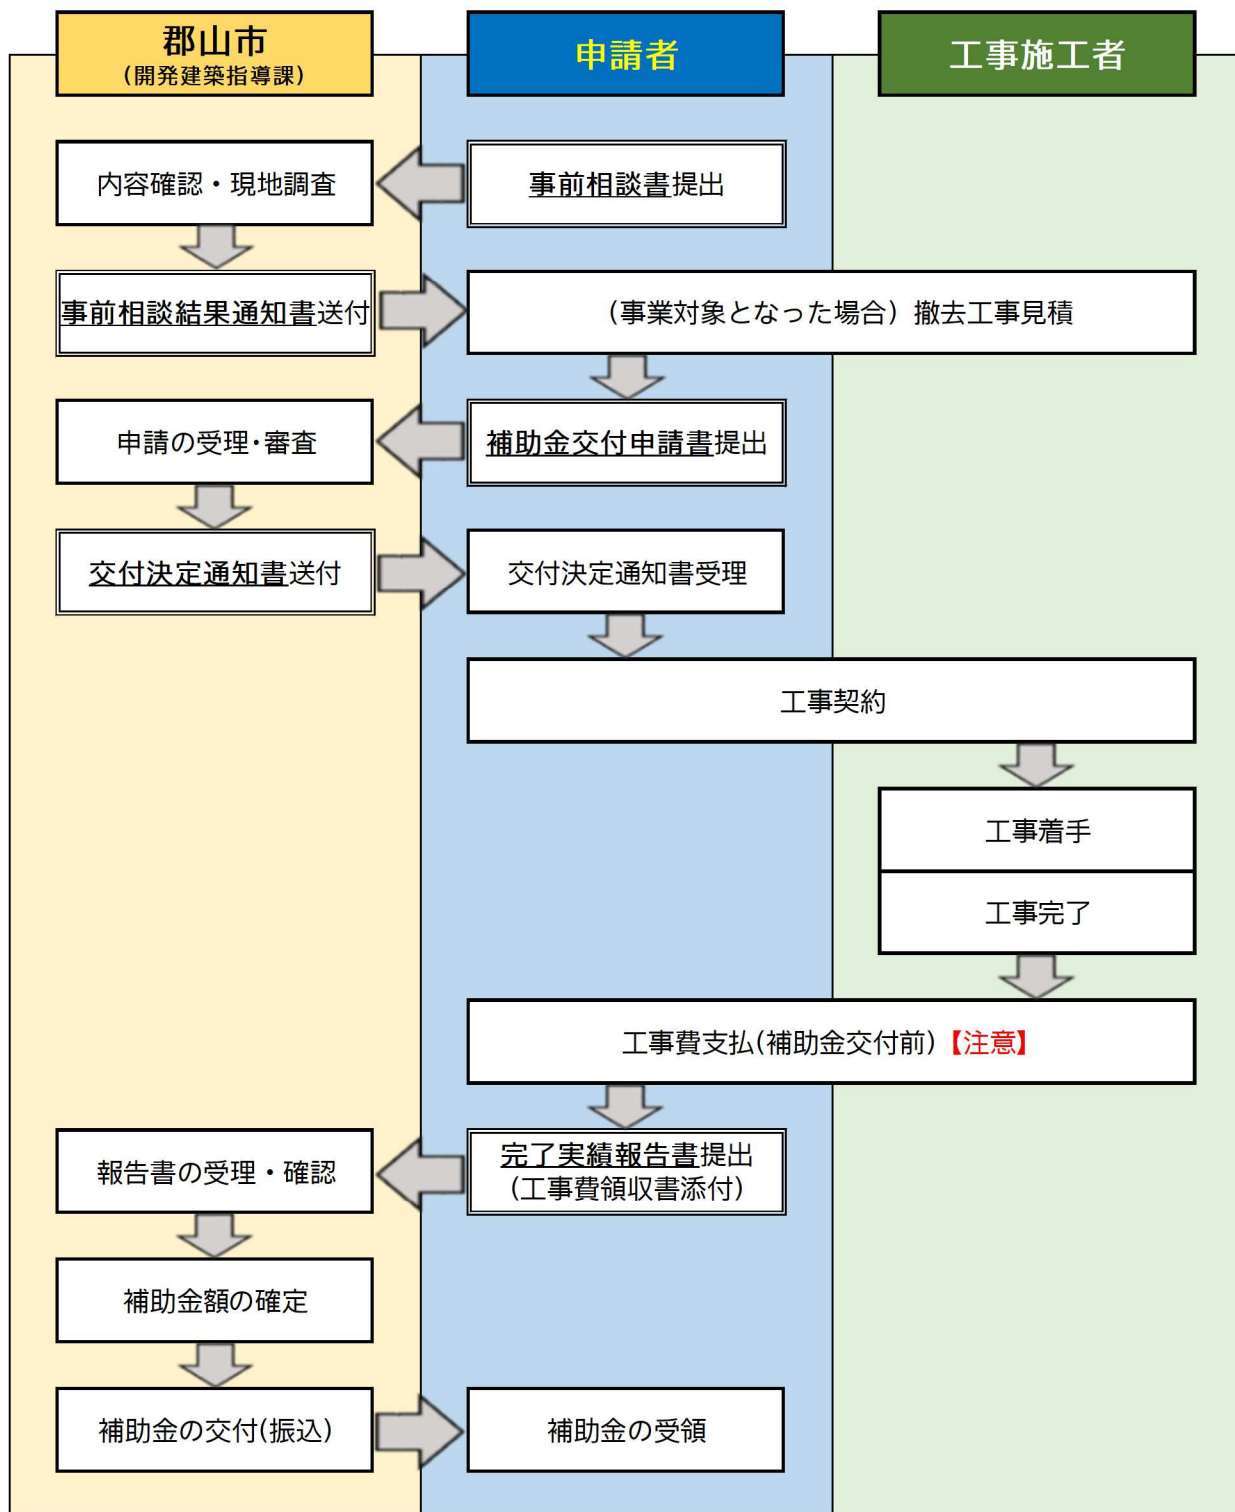 郡山市
(開発建築指導課)
申請者
工事施工者
事前相談書提出
内容確認・現地調査
事前相談結果通知書送付
（事業対象となった場合）撤去工事見積
補助金交付申請書提出
申請の受理・審査
交付決定通知書送付
交付決定通知書受理
工事契約
工事着手
工事完了
工事費支払(補助金交付前)【注意】
完了実績報告書提出
(工事費領収書添付)
報告書の受理・確認
補助金額の確定
補助金の交付(振込)
補助金の受領